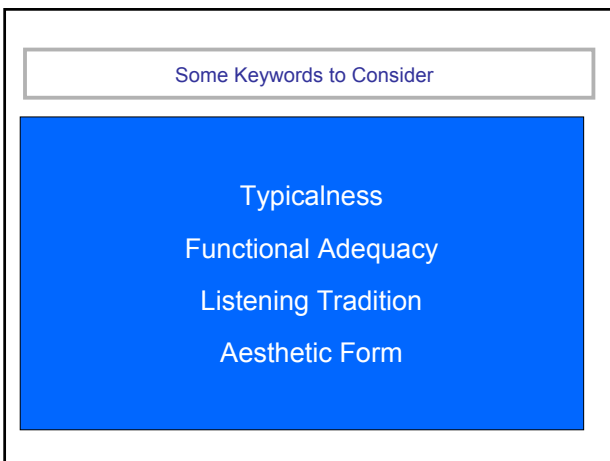 Some Keywords to Consider
Typicalness
Functional Adequacy
Listening Tradition
Aesthetic Form